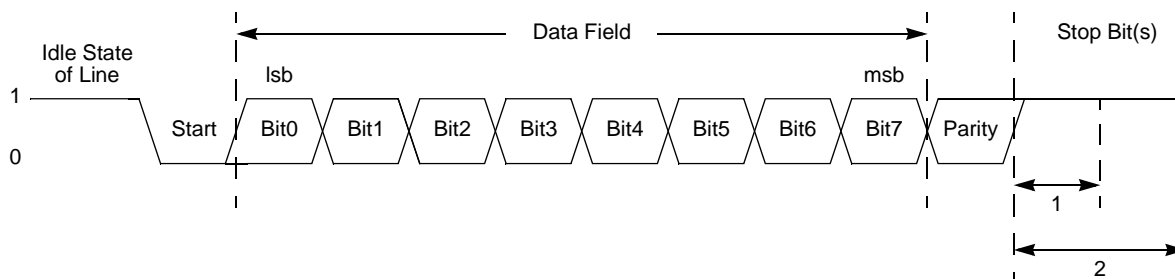 Data Field
Stop Bit(s)
Idle State
of Line
lsb
msb
1
Start
Bit0
Bit1
Bit2
Bit3
Bit4
Bit5
Bit6
Bit7
Parity
0
1
2